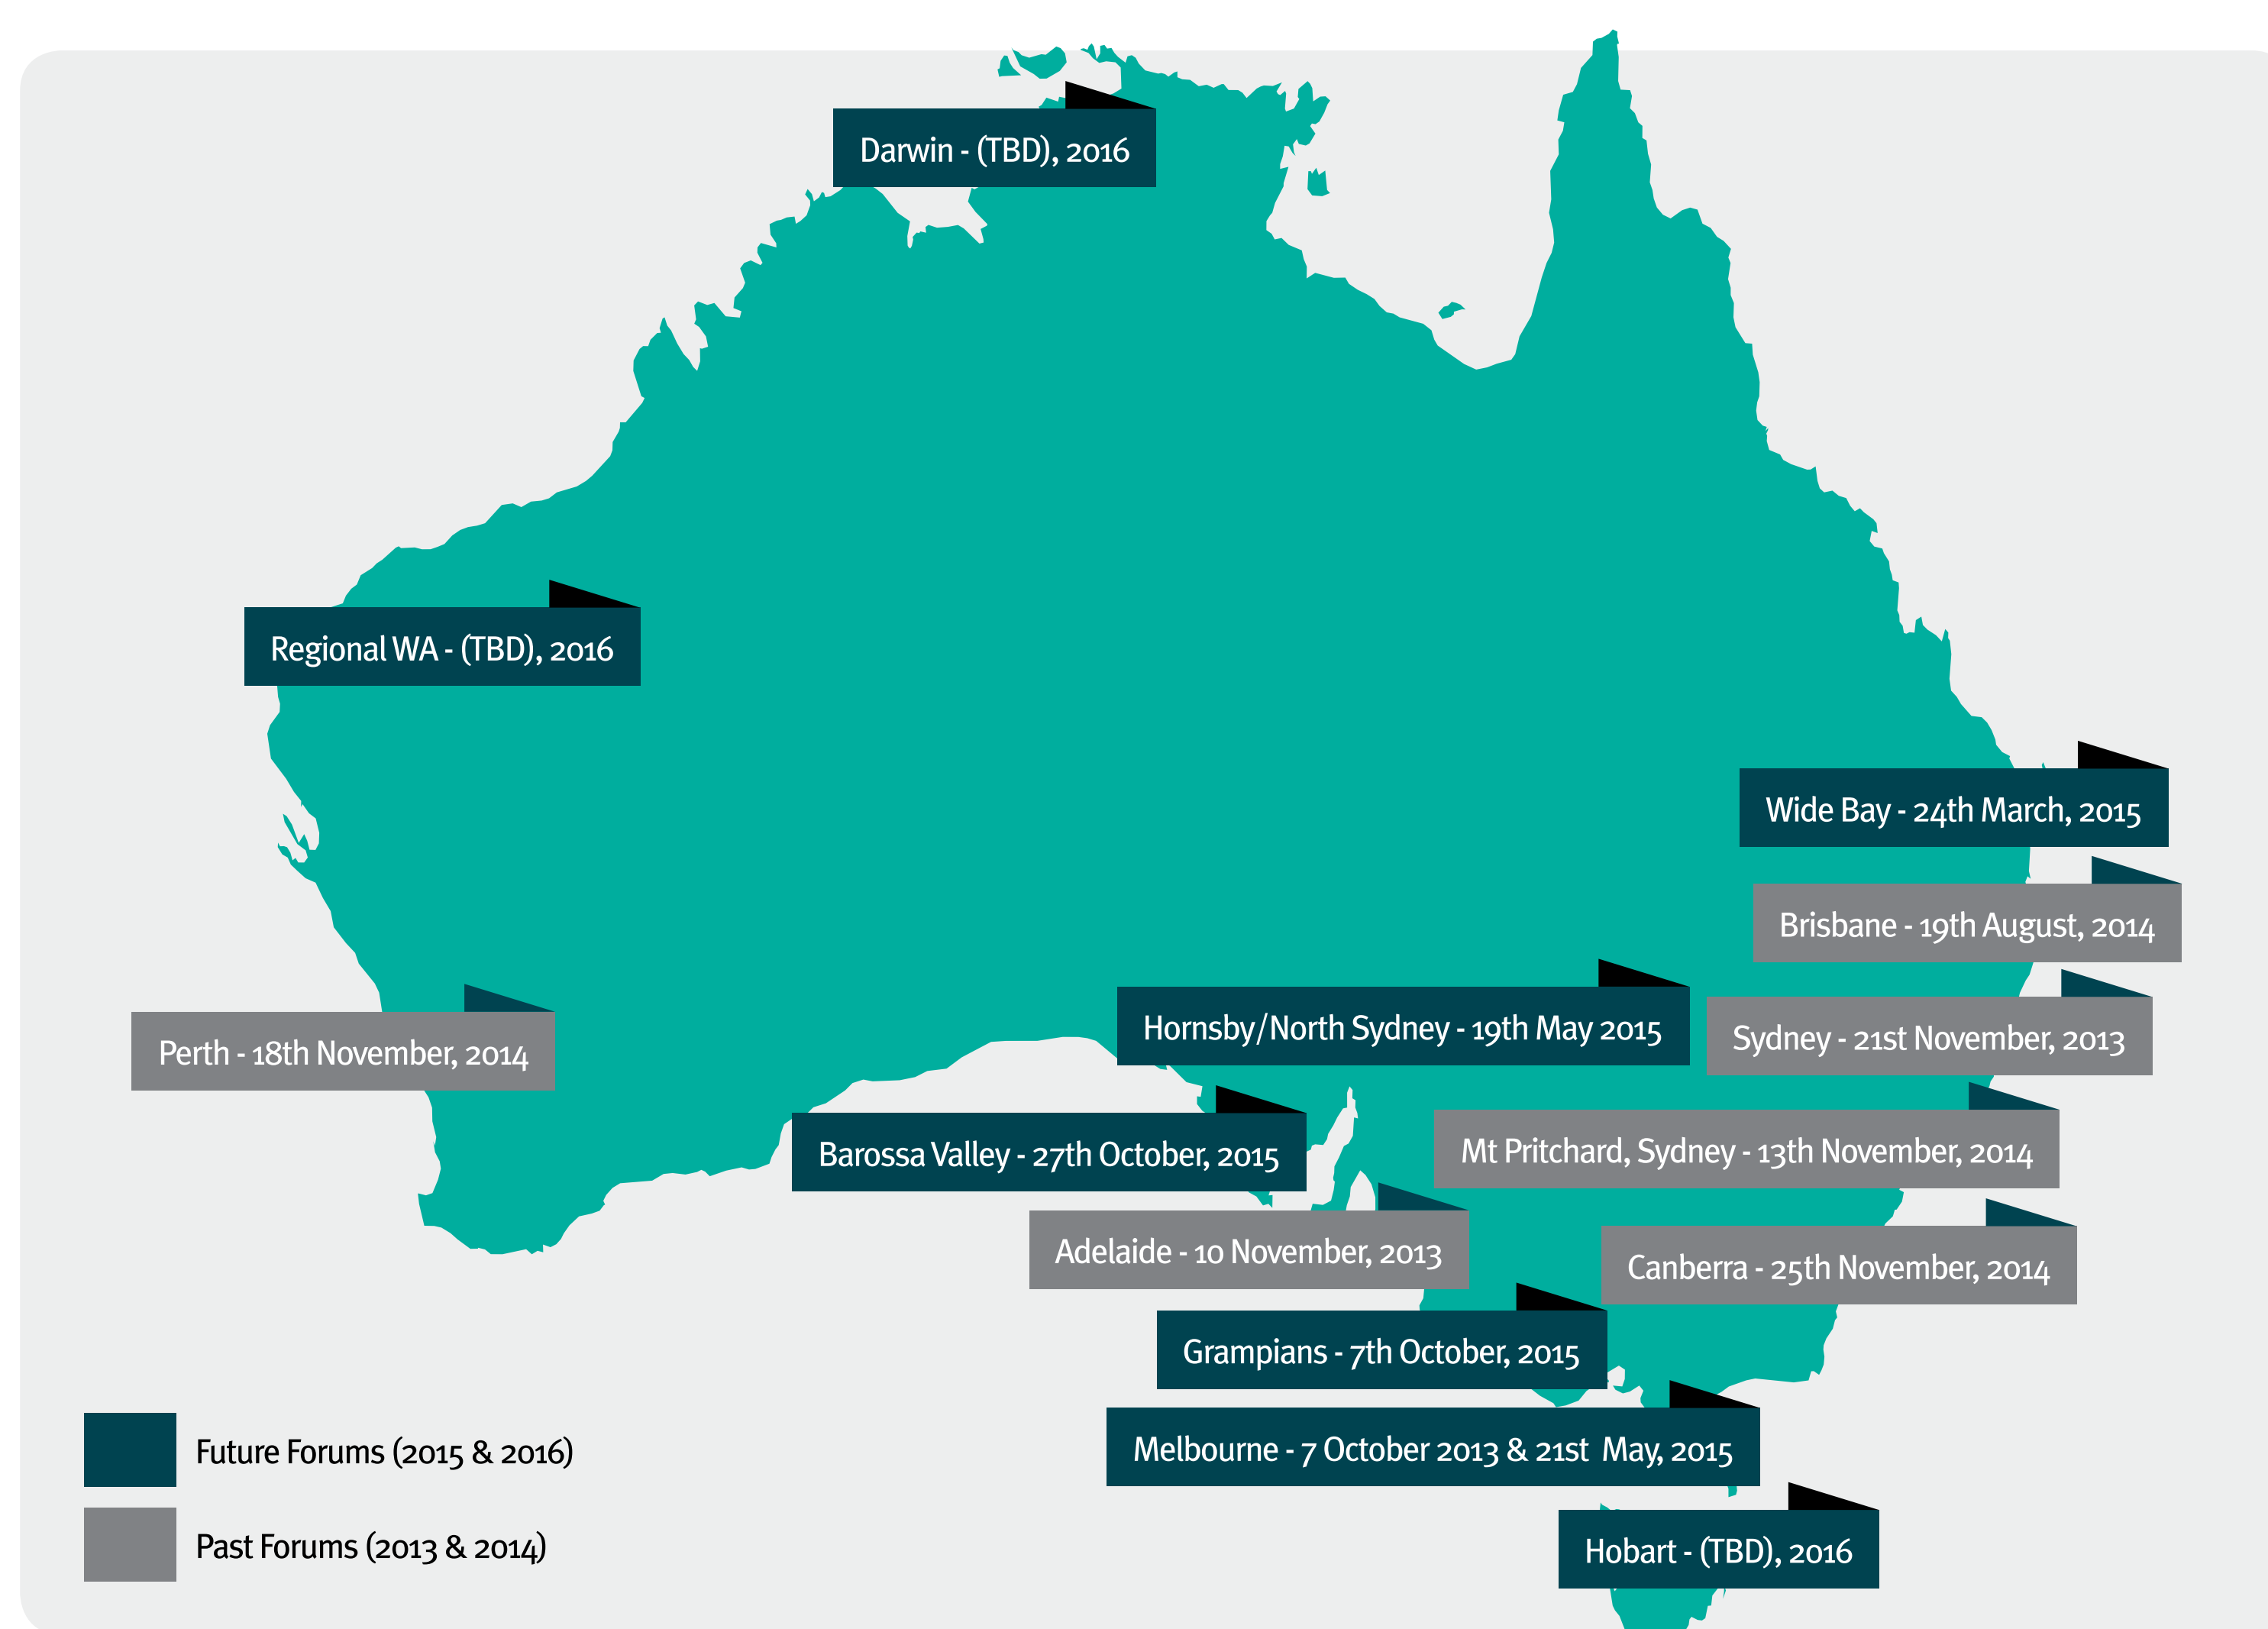 Darwin - (TBD), 2016
Regional WA - (TBD), 2016
Wide Bay - 24th March, 2015
Brisbane - 19th August, 2014
Hornsby/North Sydney - 19th May 2015
Sydney - 21st November, 2013
Perth - 18th November, 2014
Barossa Valley - 27th October, 2015
Mt Pritchard, Sydney - 13th November, 2014
Adelaide - 10 November, 2013
Canberra - 25th November, 2014
Grampians - 7th October, 2015
Melbourne - 7 October 2013 & 21st May, 2015
Hobart - (TBD), 2016
Future Forums (2015 & 2016)
Past Forums (2013 & 2014)